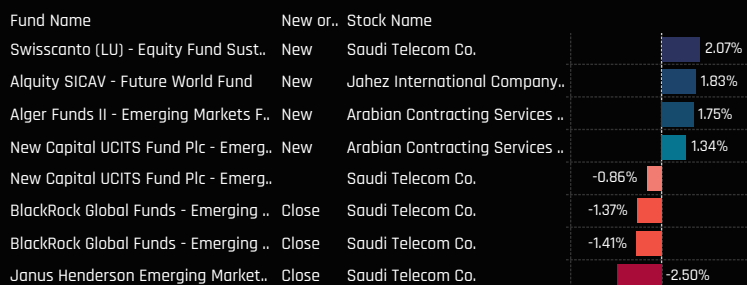 Fund Name New or.. Stock Name
Swisscanto (LU) - Equity Fund Sust.. New Saudi Telecom Co. 2.07%
Alquity SICAV - Future World Fund New Jahez International Company.. 1.83%
Alger Funds II - Emerging Markets F.. New Arabian Contracting Services .. 1.75%
New Capital UCITS Fund Plc - Emerg.. New Arabian Contracting Services .. 1.34%
New Capital UCITS Fund Plc - Emerg.. Saudi Telecom Co. -0.86%
BlackRock Global Funds - Emerging .. Close Saudi Telecom Co. -1.37%
BlackRock Global Funds - Emerging .. Close Saudi Telecom Co. -1.41%
Janus Henderson Emerging Market.. Close Saudi Telecom Co. -2.50%